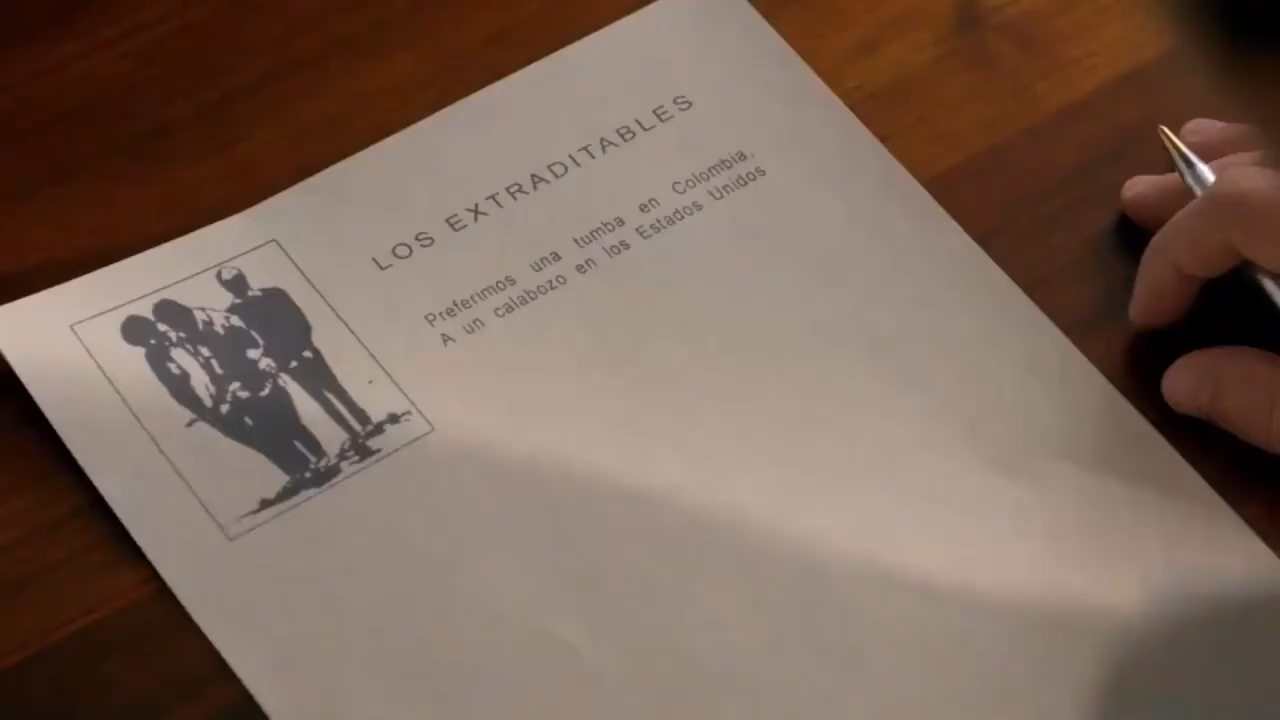 LOS EXTRADITABLES
Preferimos una tumba en Colombia,
A un calabozo en los Estados Unidos